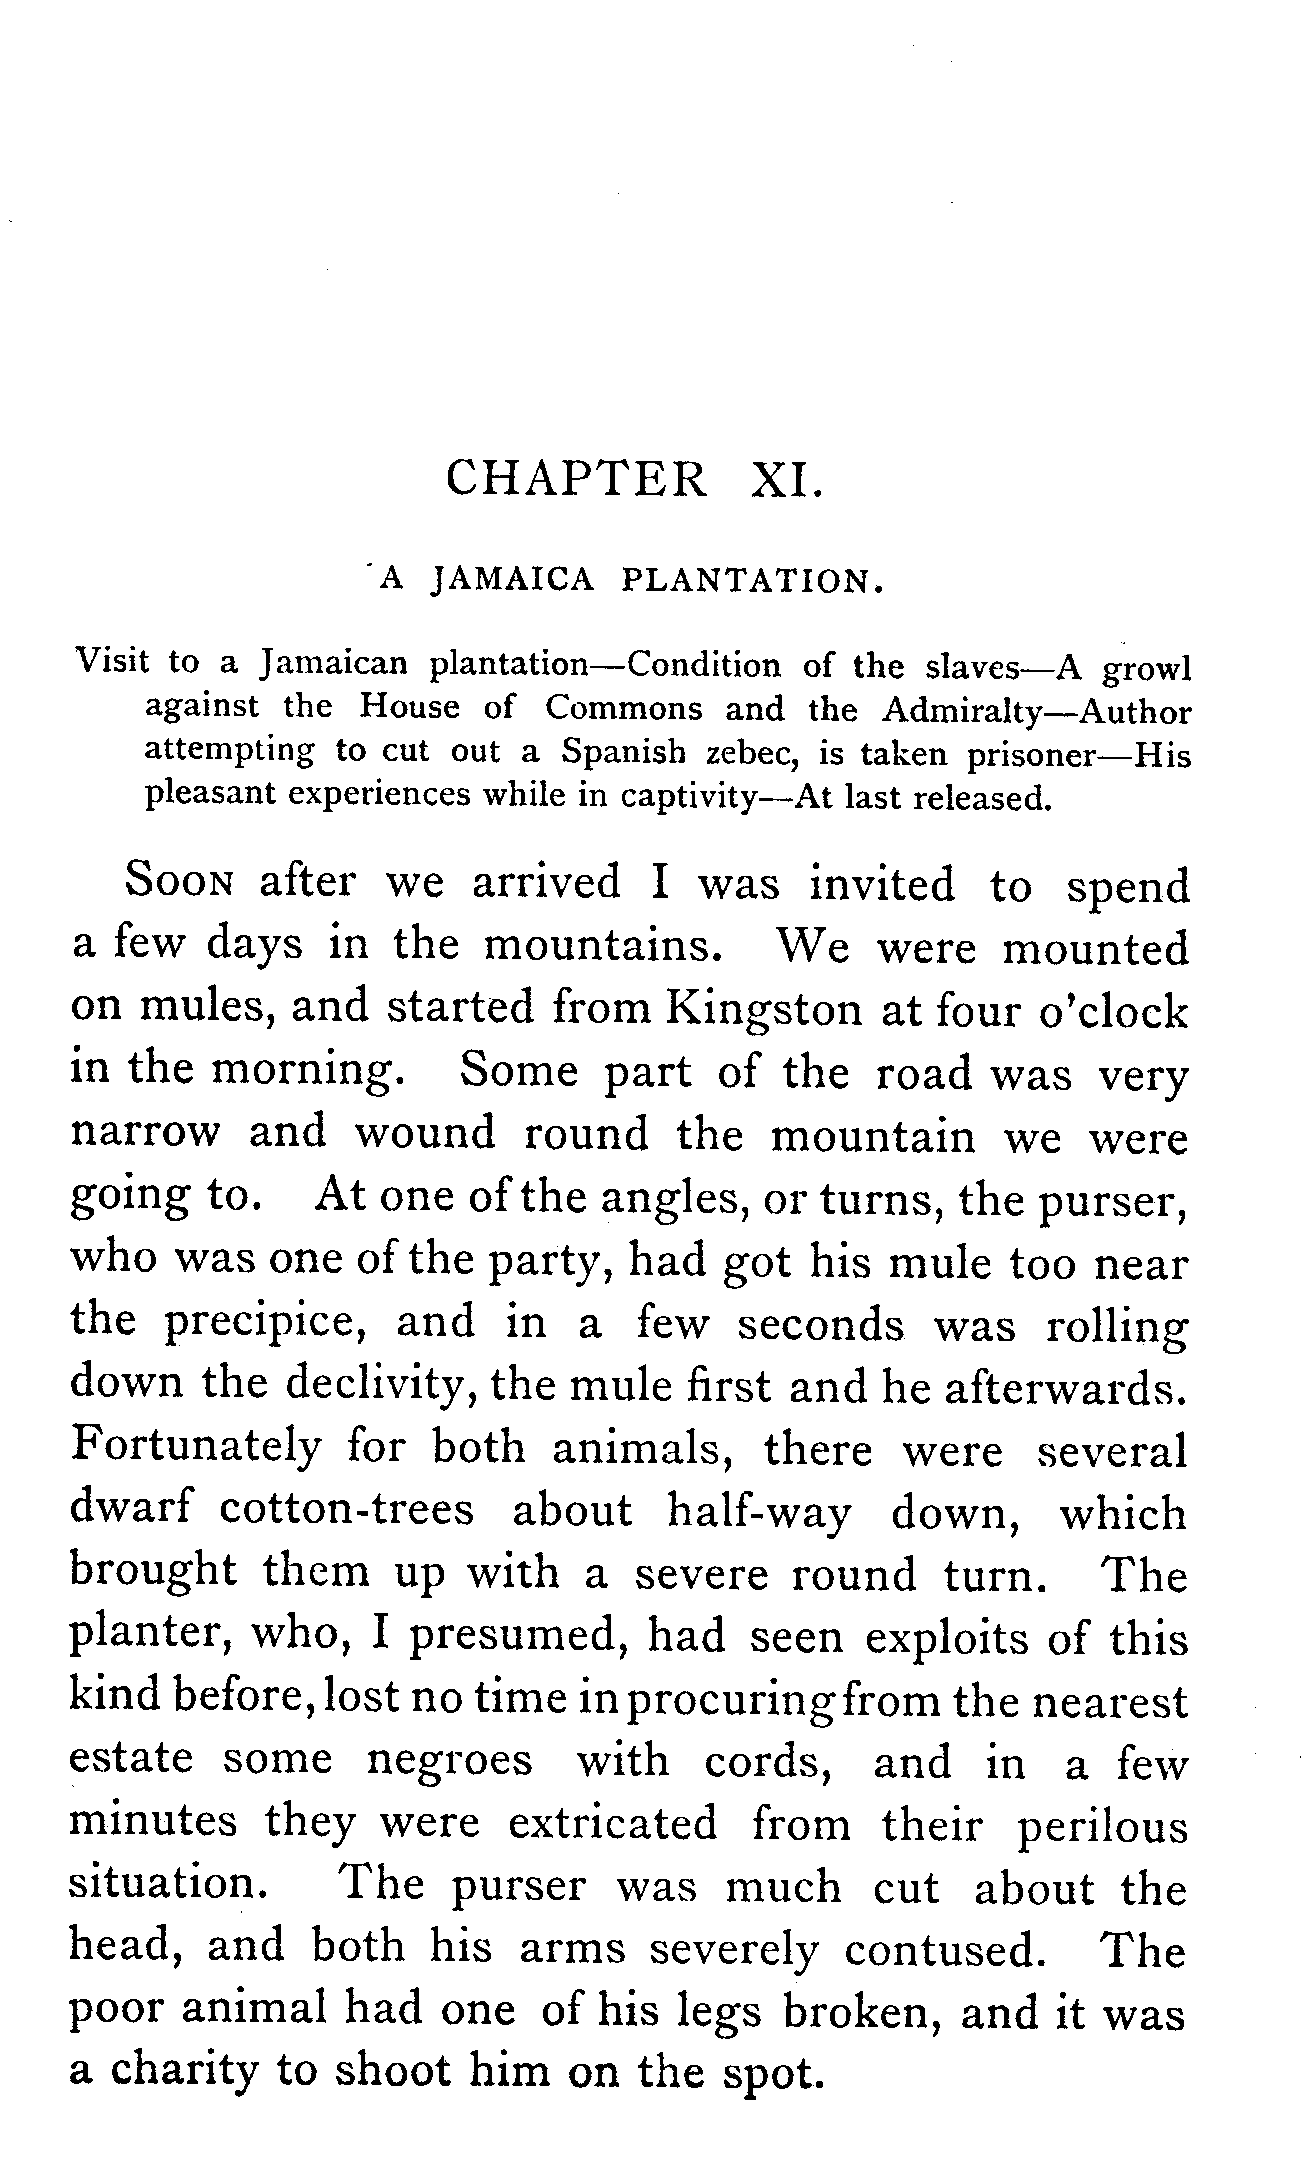 CHAPTER XI.
A JAMAICA PLANTATION.
Visit to a Jamaican plantation—Condition of the slaves—A growl
against the House of Commons and the Admiralty—Author
attempting to cut out a Spanish zebec, is taken prisoner—His
pleasant experiences while in captivity—At last released.
SOON after we arrived I was invited to spend
a few days in the mountains. We were mounted
on mules, and started from Kingston at four o'clock
in the morning. Some part of the road was very
narrow and wound round the mountain we were
going to. At one of the angles, or turns, the purser,
who was one of the party, had got his mule too near
the precipice, and in a few seconds was rolling
down the declivity, the mule first and he afterwards.
Fortunately for both animals, there were several
dwarf cotton-trees about half-way down, which
brought them up with a severe round turn. The
planter, who, I presumed, had seen exploits of this
kind before, lost no time in procuring from the nearest
estate some negroes with cords, and in a few
minutes they were extricated from their perilous
situation. The purser was much cut about the
head, and both his arms severely contused. The
poor animal had one of his legs broken, and it was
a charity to shoot him on the spot.